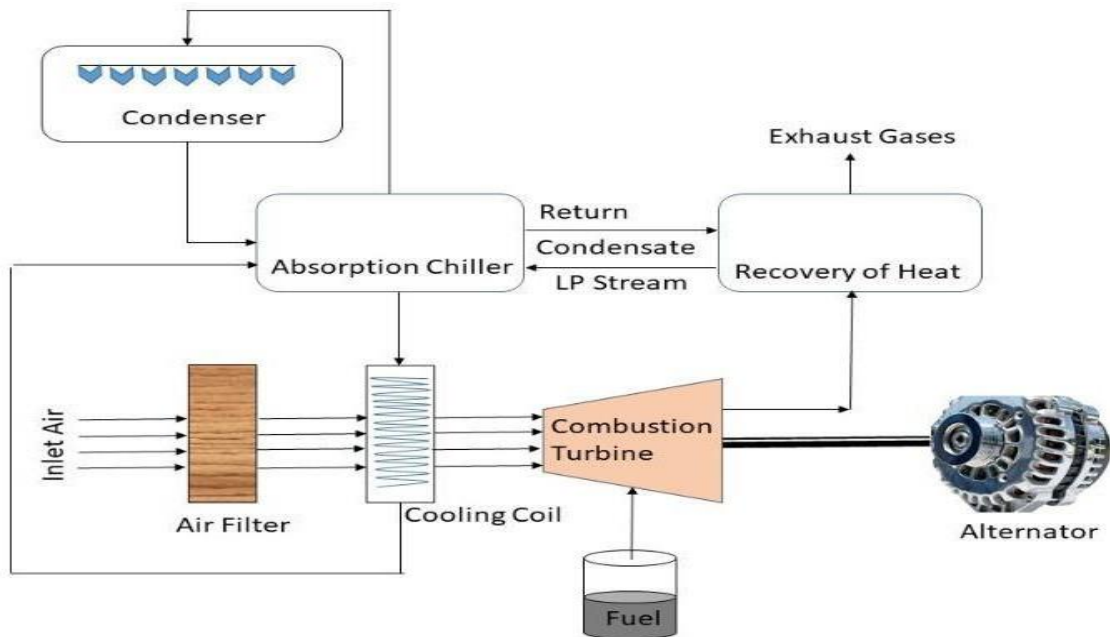 Condenser
Exhaust Gases
Return
Condensate
LP Stream
Absorption Chiller
Recovery of Heat
Inlet Air
Air Filter
Cooling Coil
Combustion
Turbine
Alternator
Fuel